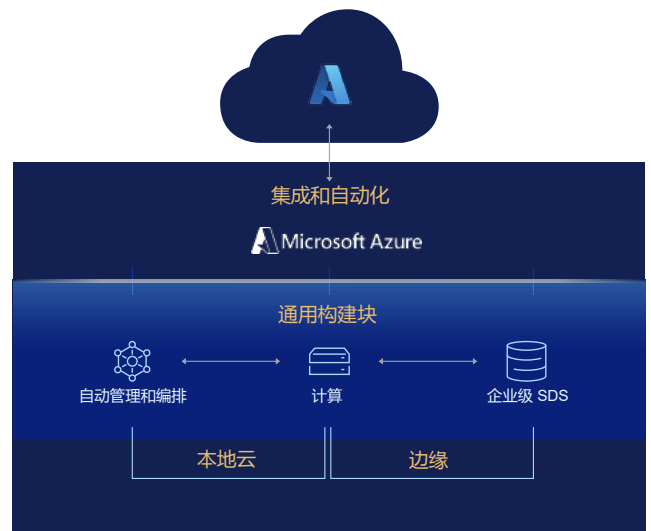 集成和自动化
Microsoft Azure
通用构建块
自动管理和编排
计算
企业级 SDS
本地云
边缘